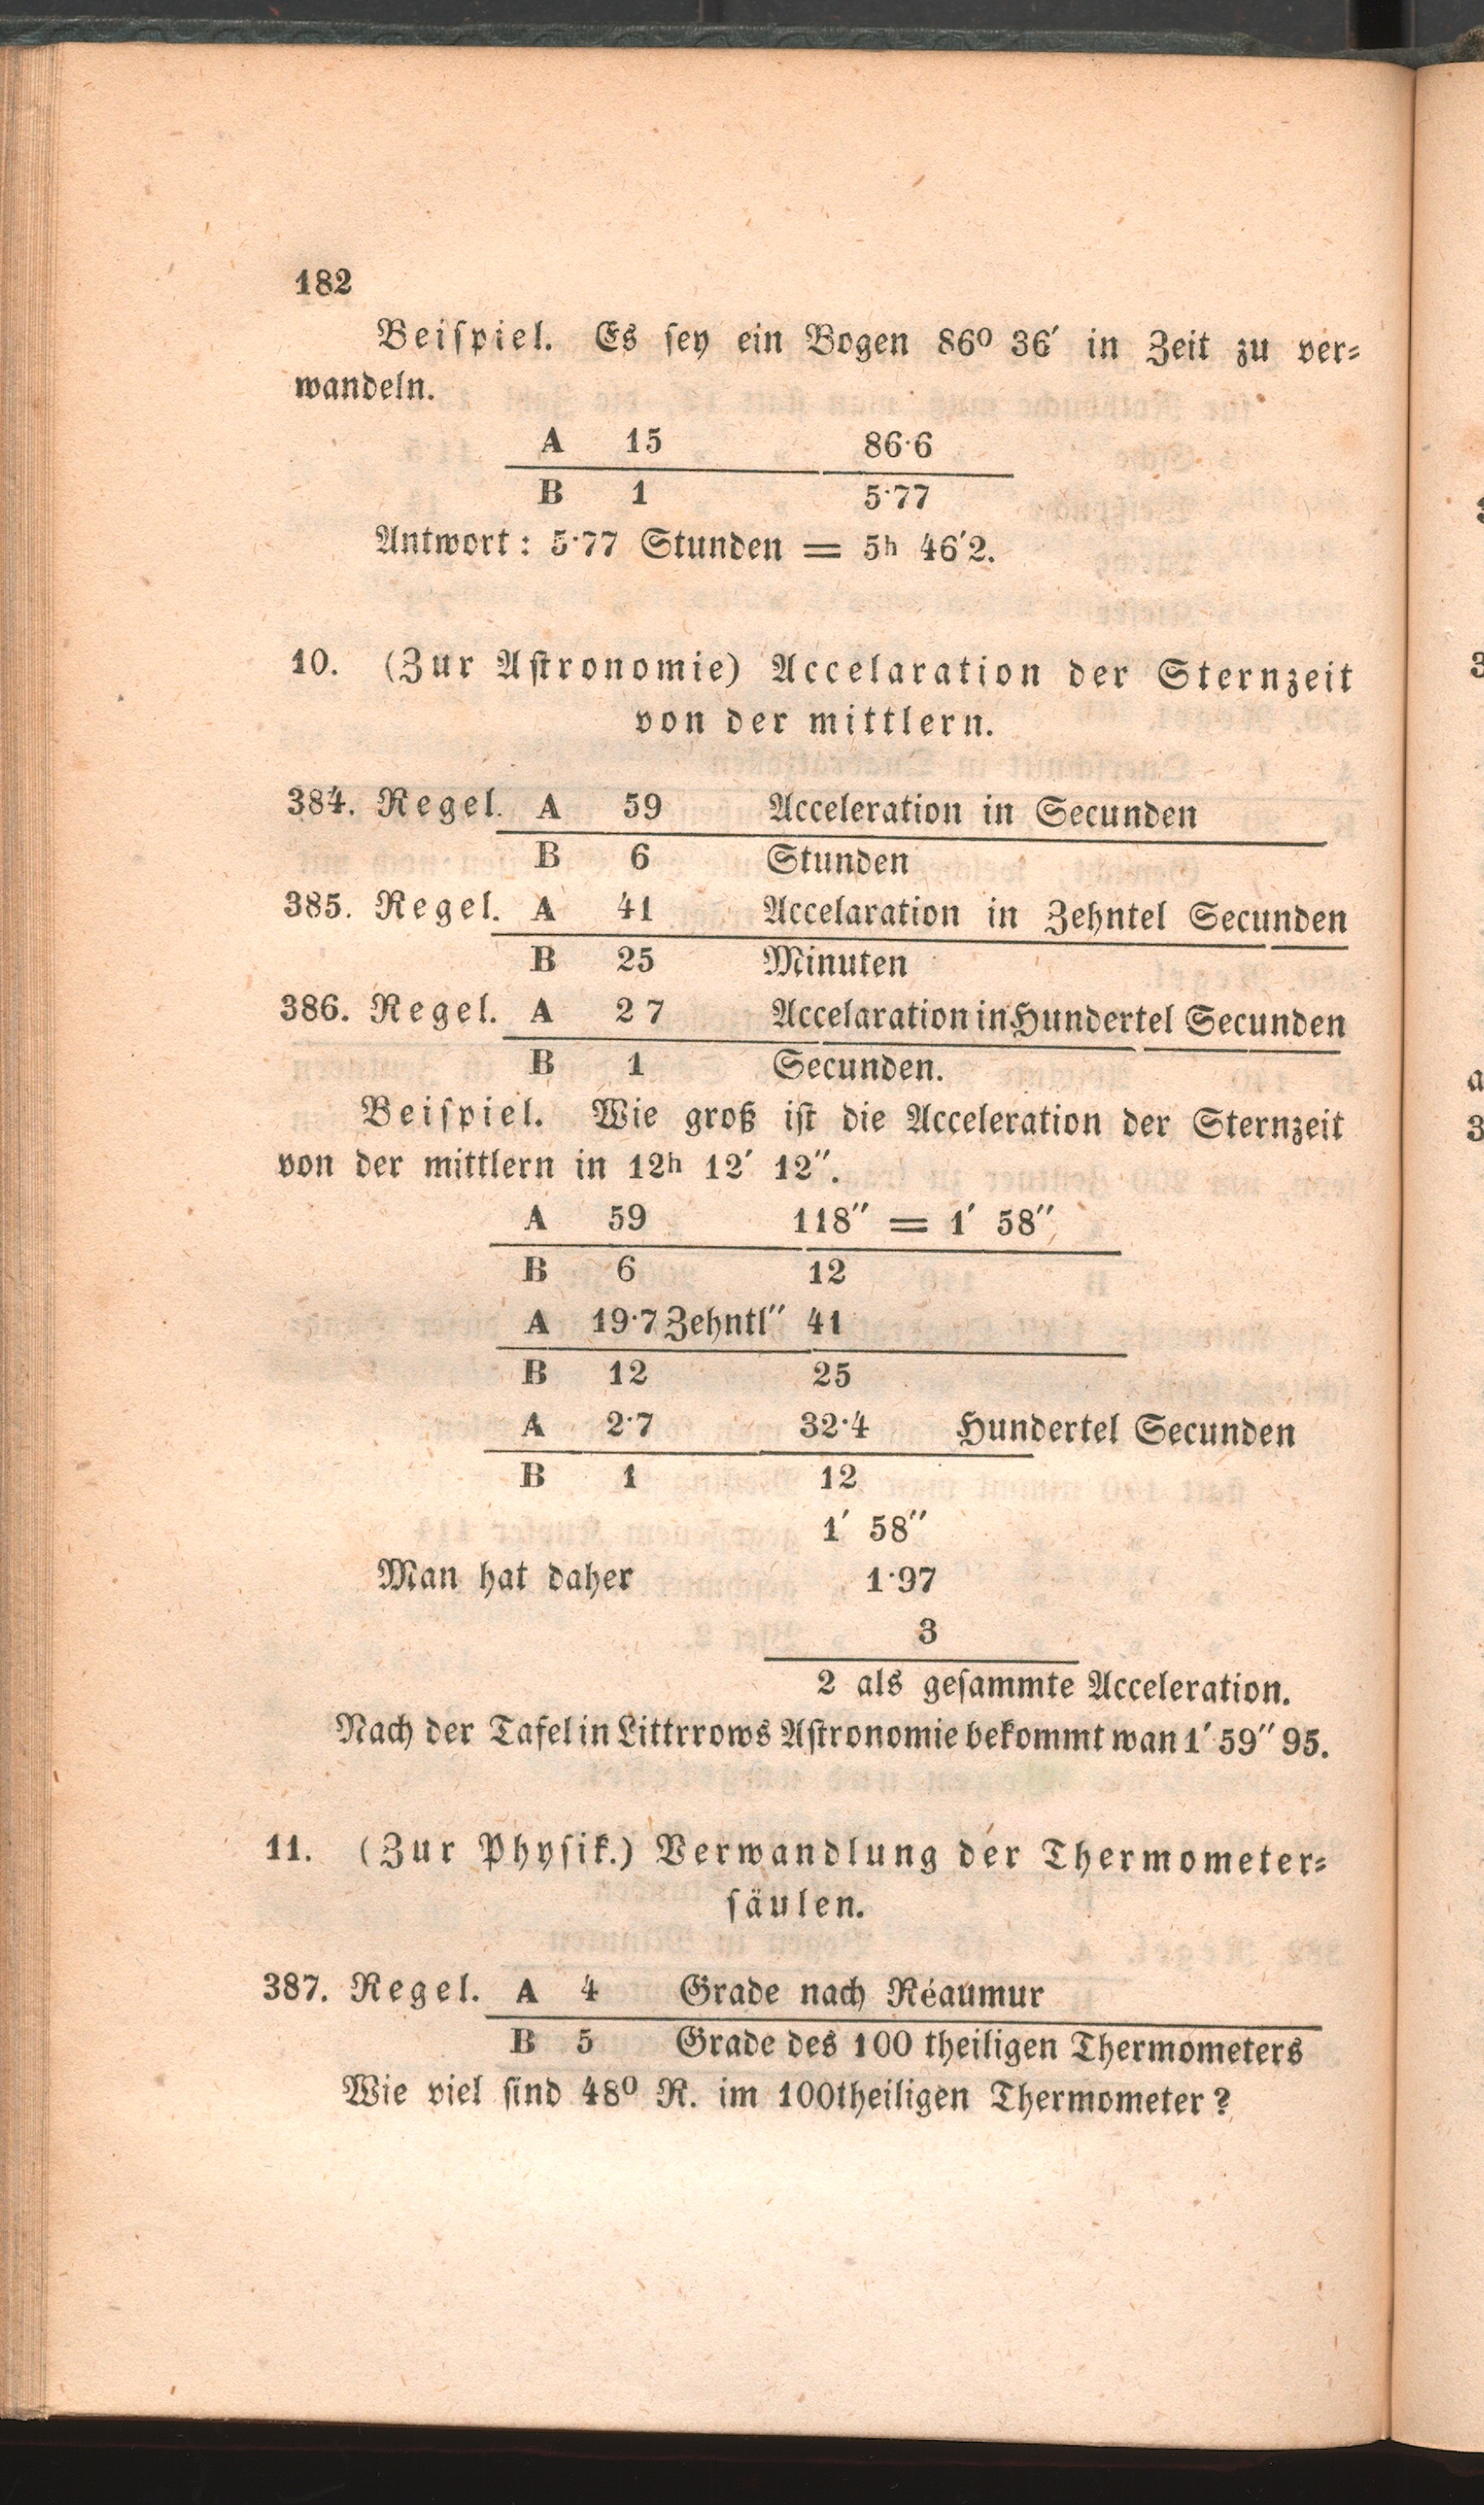 182
Beiſpiel. Es ſey ein Bogen 86⁰ 36′ in Zeit zu ver⸗
wandeln.
A 15 86·6
B 1 5·77
Antwort: 5·77 Stunden = 5h 46′2.
10. (Zur Aſtronomie) Accelaration der Sternzeit
von der mittlern.
384. Regel. A 59 Acceleration in Secunden
B 6 Stunden
385. Regel. A 41 Accelaration in Zehntel Secunden
B 25 Minuten
386. Regel. A 2 7 Accelaration in Hundertel Secunden
B 1 Secunden.
Beiſpiel. Wie groß iſt die Acceleration der Sternzeit
von der mittlern in 12h 12′ 12″.
A 59 118″ = 1′ 58″
B 6 12
A 19·7 Zehntl″ 41
B 12 25
A 2·7 32·4 Hundertel Secunden
B 1 12
1′ 58″
Man hat daher 1·97
3
2 als geſammte Acceleration.
Nach der Tafel in Littrrows Aſtronomie bekommt wan 1′ 59″ 95.
11. (Zur Phyſik.) Verwandlung der Thermometer⸗
ſäulen.
387. Regel. A 4 Grade nach Réaumur
B 5 Grade des 100 theiligen Thermometers
Wie viel ſind 48⁰ R. im 100theiligen Thermometer?